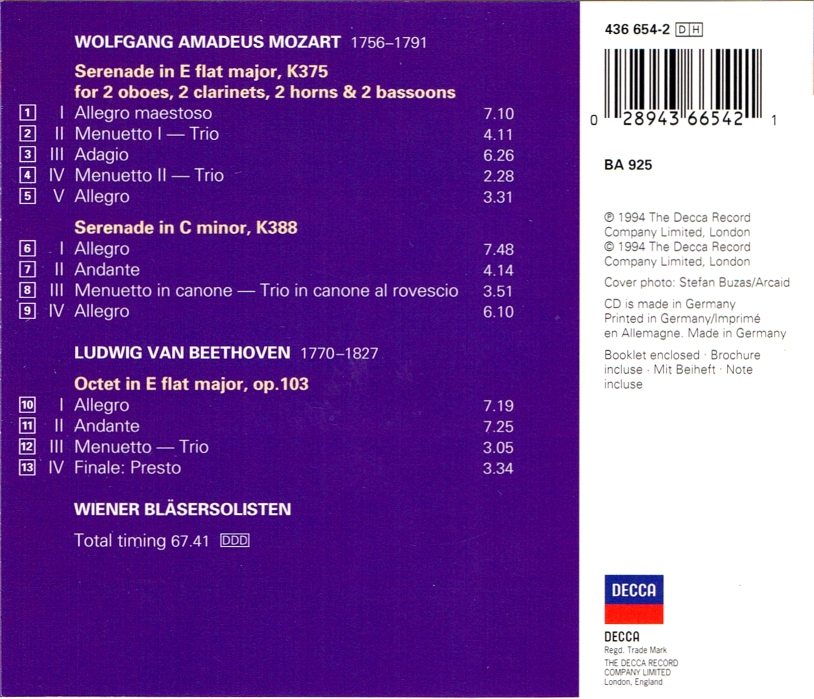 WOLFGANG AMADEUS MOZART 1756–1791
Serenade in E flat major, K375
for 2 oboes, 2 clarinets, 2 horns & 2 bassoons
1 I Allegro maestoso 7.10
2 II Menuetto I — Trio 4.11
3 III Adagio 6.26
4 IV Menuetto II — Trio 2.28
5 V Allegro 3.31
Serenade in C minor, K388
6 I Allegro 7.48
7 II Andante 4.14
8 III Menuetto in canone — Trio in canone al rovescio 3.51
9 IV Allegro 6.10
LUDWIG VAN BEETHOVEN 1770–1827
Octet in E flat major, op.103
10 I Allegro 7.19
11 II Andante 7.25
12 III Menuetto — Trio 3.05
13 IV Finale: Presto 3.34
WIENER BLÄSERSOLISTEN
Total timing 67.41 DDD
436 654-2 DH
0 28943 66542 1
BA 925
℗ 1994 The Decca Record
Company Limited, London
© 1994 The Decca Record
Company Limited, London
Cover photo: Stefan Buzas/Arcaid
CD is made in Germany
Printed in Germany/Imprimé
en Allemagne. Made in Germany
Booklet enclosed · Brochure
incluse · Mit Beiheft · Note
incluse
DECCA
DECCA
Regd. Trade Mark
THE DECCA RECORD
COMPANY LIMITED
London, England